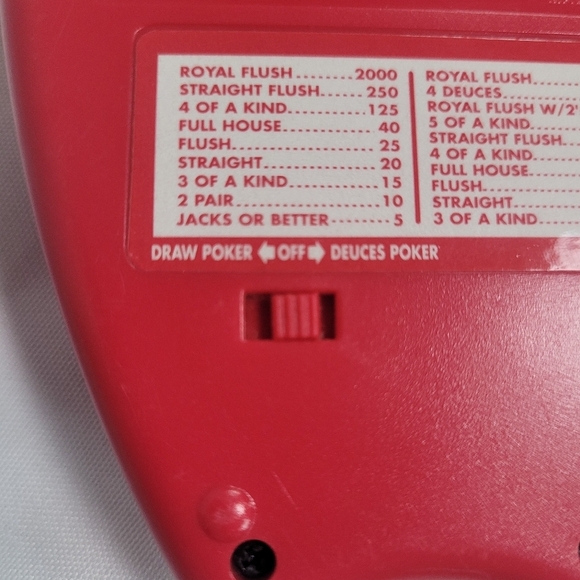 ROYAL FLUSH.......2000
STRAIGHT FLUSH.....250
4 OF A KIND..........125
FULL HOUSE.............40
FLUSH...................25
STRAIGHT...............20
3 OF A KIND............15
2 PAIR...................10
JACKS OR BETTER........5
ROYAL FLUSH.....
4 DEUCES.........
ROYAL FLUSH W/2'
5 OF A KIND.....
STRAIGHT FLUSH....
4 OF A KIND.....
FULL HOUSE......
FLUSH............
STRAIGHT.........
3 OF A KIND.....
DRAW POKER ⬅OFF➡ DEUCES POKER